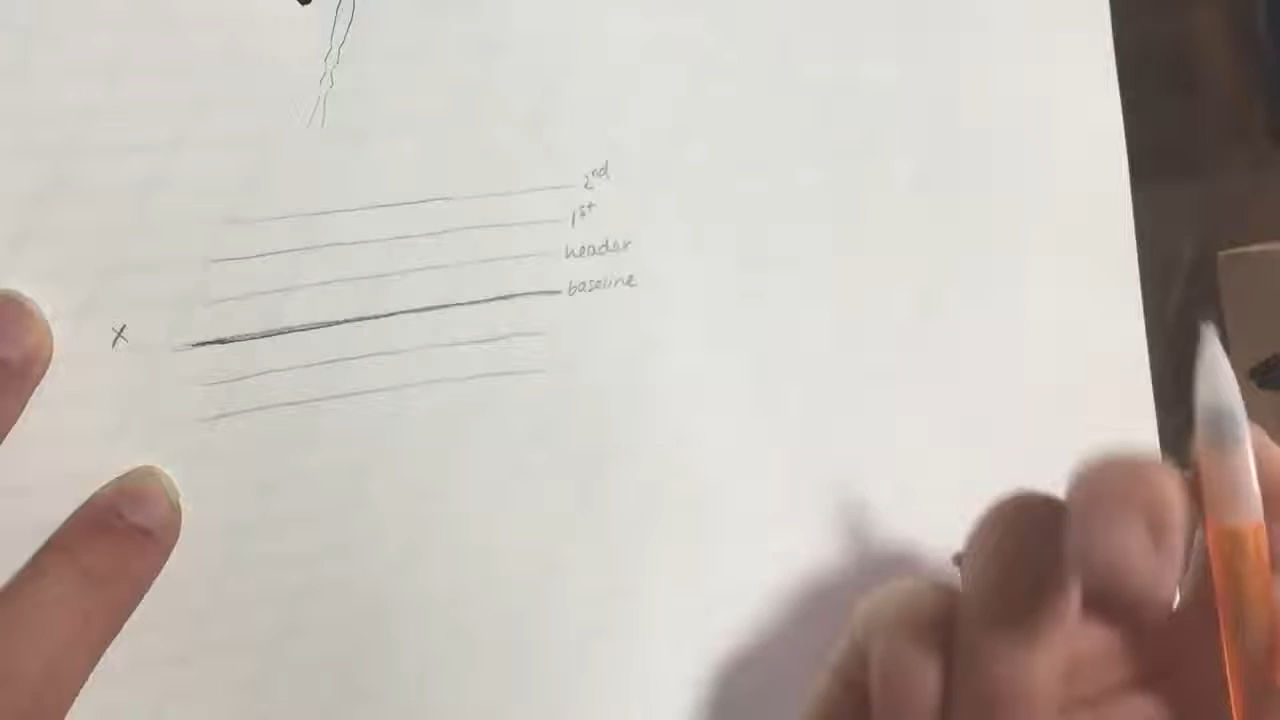 2nd
1st
header
baseline
X